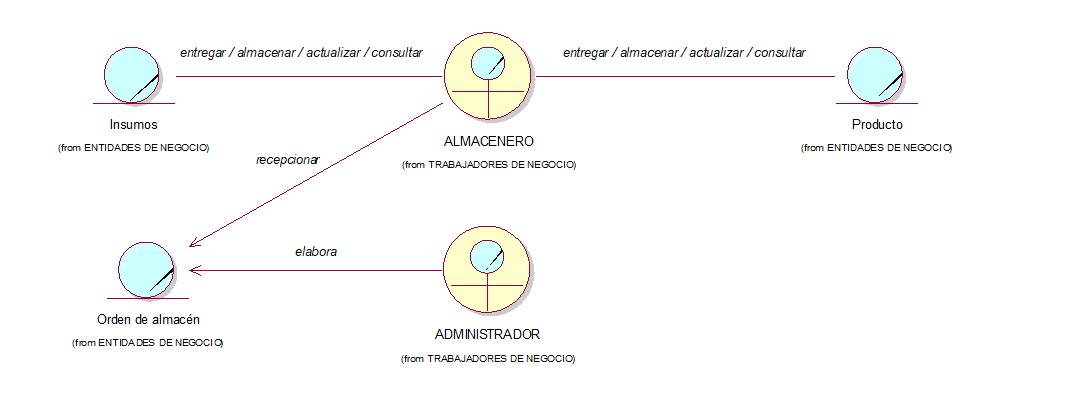 entregar / almacenar / actualizar / consultar
entregar / almacenar / actualizar / consultar
Insumos
(from ENTIDADES DE NEGOCIO)
ALMACENERO
(from TRABAJADORES DE NEGOCIO)
Producto
(from ENTIDADES DE NEGOCIO)
recepcionar
elabora
Orden de almacén
(from ENTIDADES DE NEGOCIO)
ADMINISTRADOR
(from TRABAJADORES DE NEGOCIO)